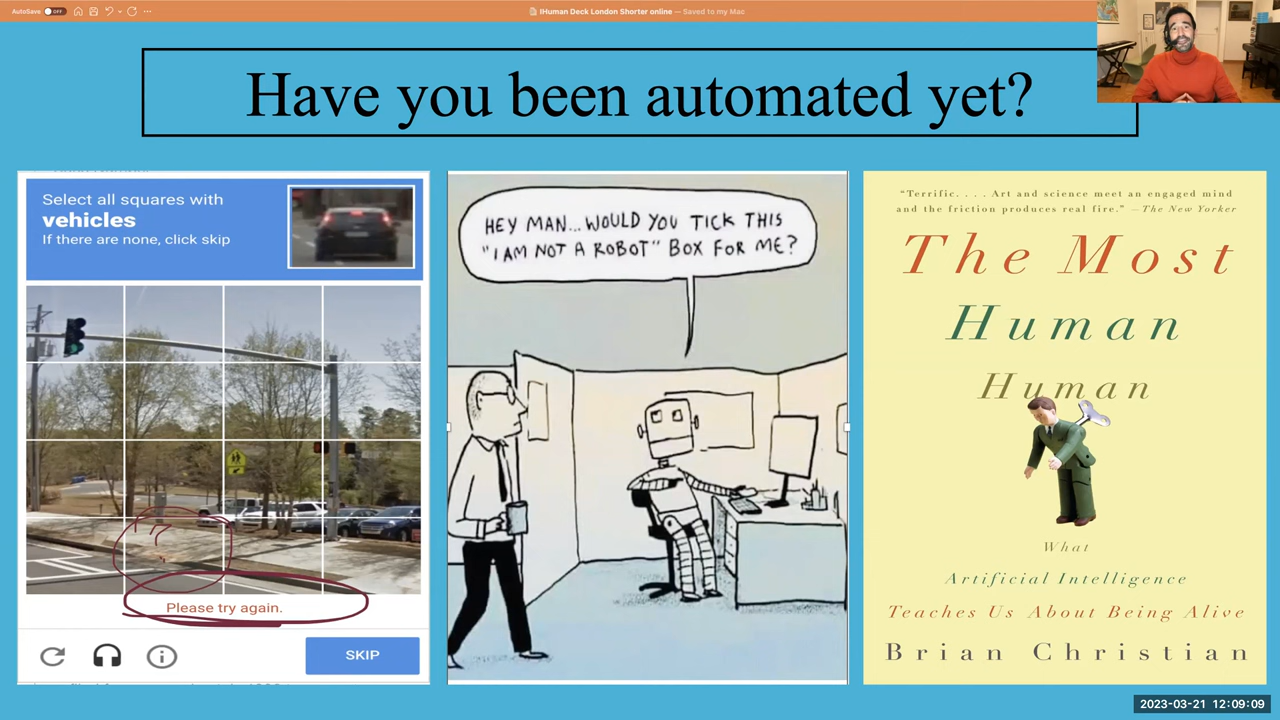 AutoSave OFF
IHuman Deck London Shorter online — Saved to my Mac
Have you been automated yet?
Select all squares with
vehicles
If there are none, click skip
Please try again.
SKIP
HEY MAN... WOULD YOU TICK THIS
"I AM NOT A ROBOT" BOX FOR ME?
“Terrific. . . . Art and science meet an engaged mind
and the friction produces real fire.” —The New Yorker
The Most
Human
Human
What
Artificial Intelligence
Teaches Us About Being Alive
Brian Christian
2023-03-21 12:09:09